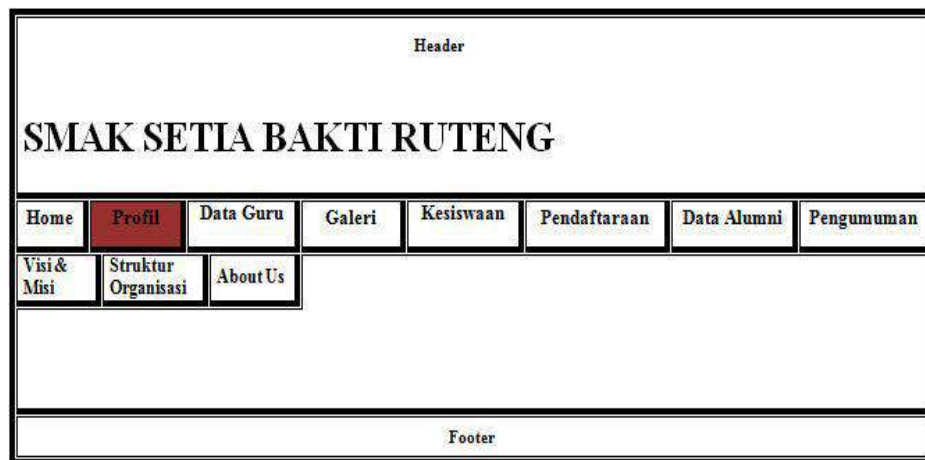 Header
SMAK SETIA BAKTI RUTENG
Home Profil Data Guru Galeri Kesiswaan Pendaftaraan Data Alumni Pengumuman
Visi & Misi Struktur Organisasi About Us
Footer